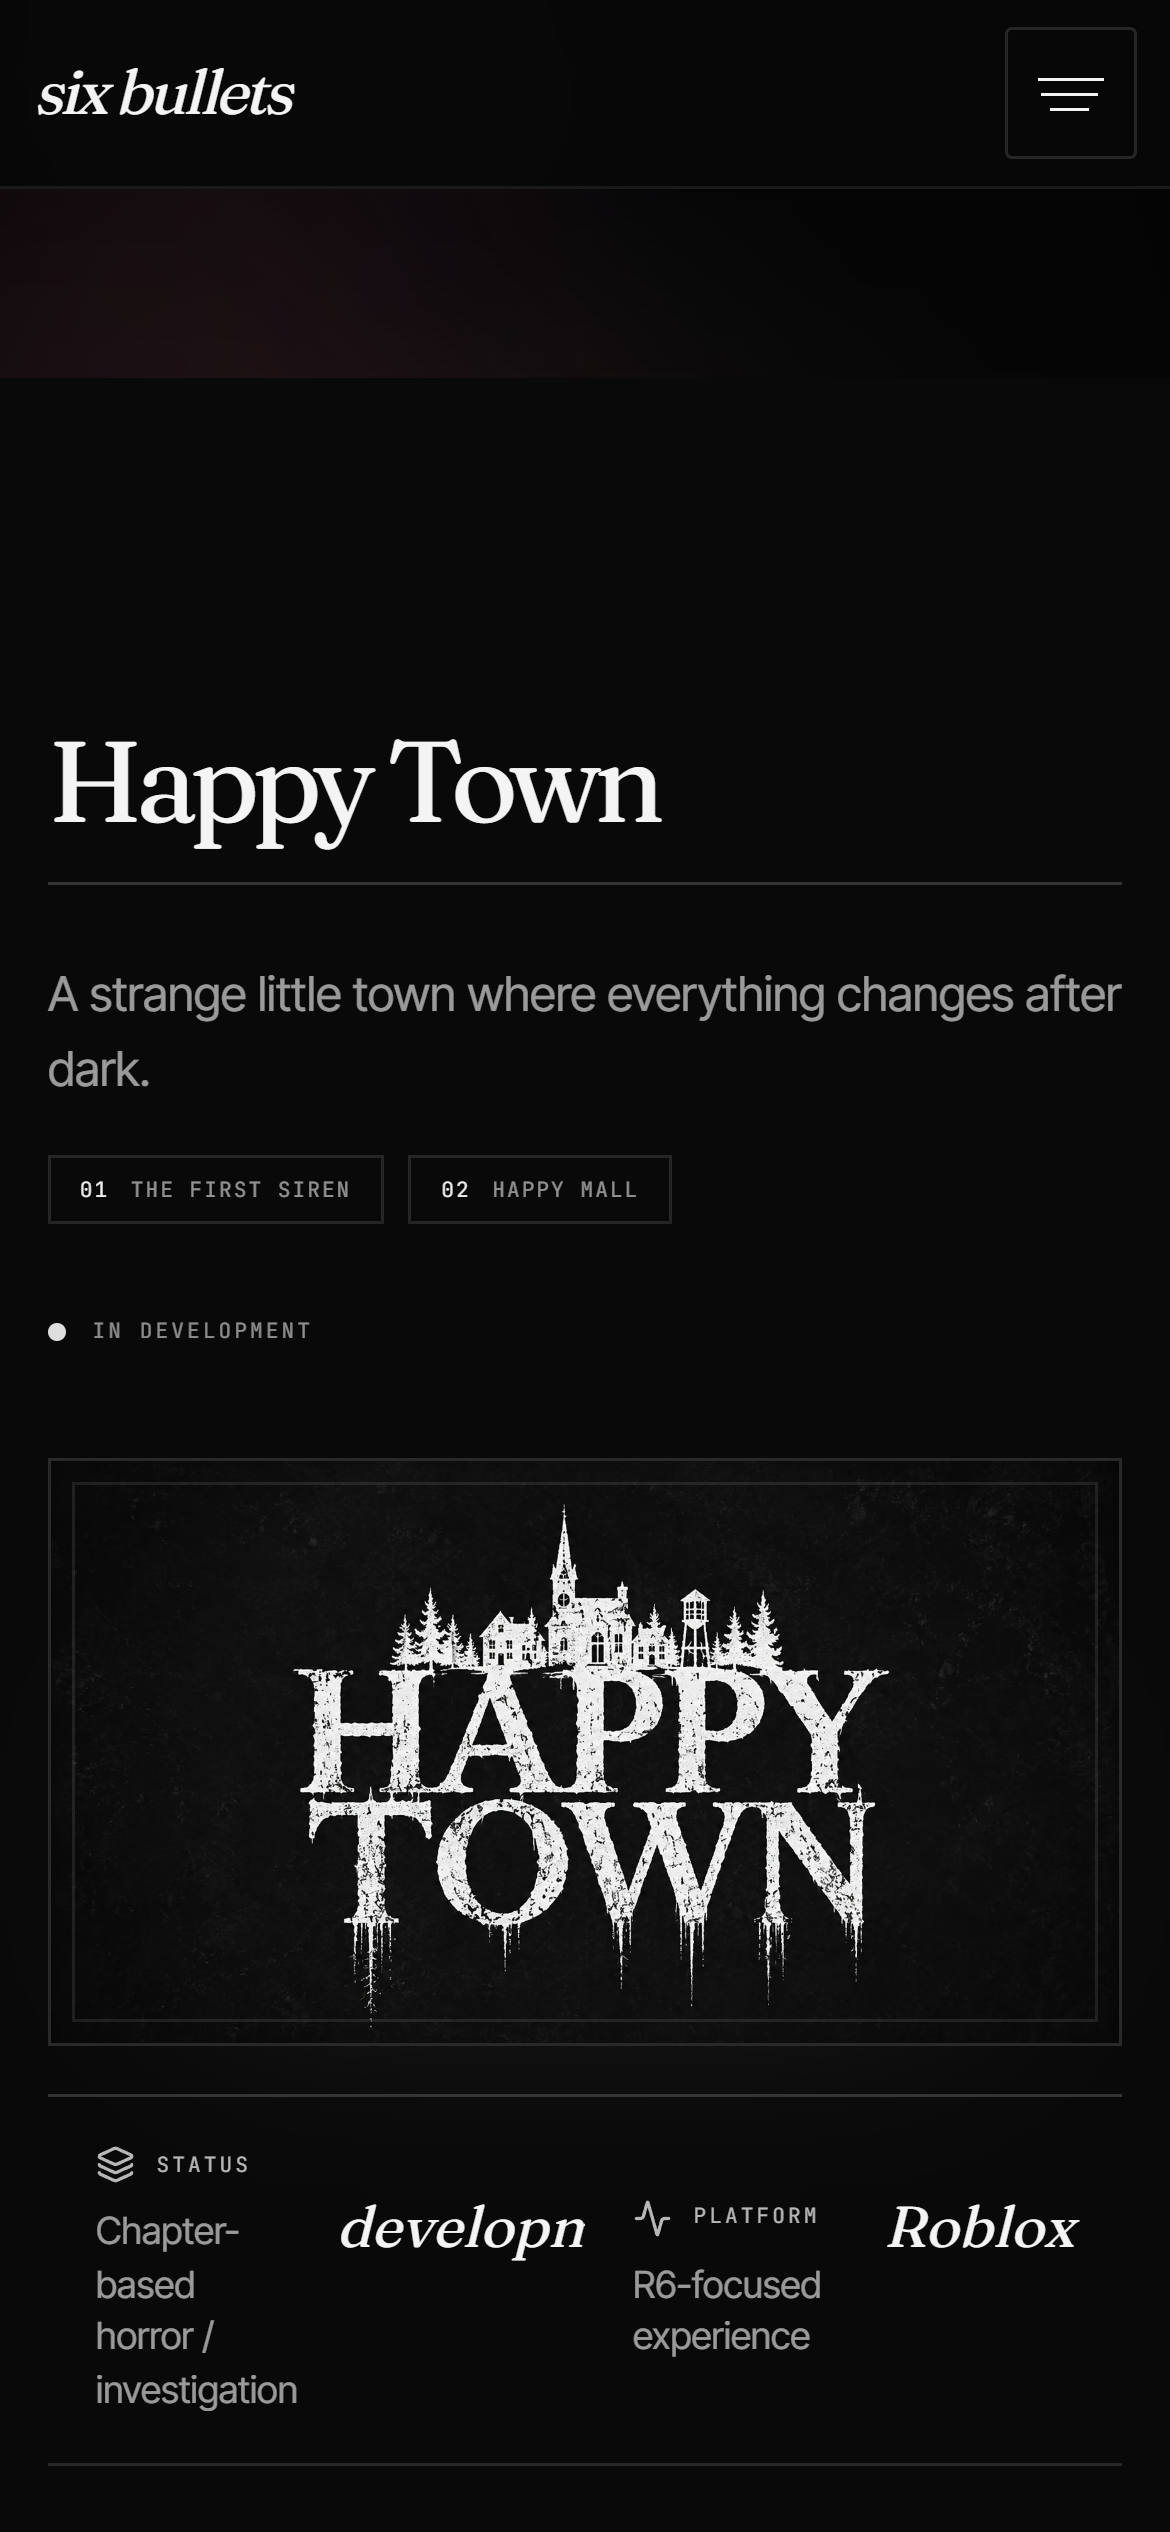 six bullets
Happy Town
A strange little town where everything changes after
dark.
01 THE FIRST SIREN
02 HAPPY MALL
IN DEVELOPMENT
HAPPY
TOWN
STATUS
Chapter-
based
horror /
investigation
developn
PLATFORM
R6-focused
experience
Roblox